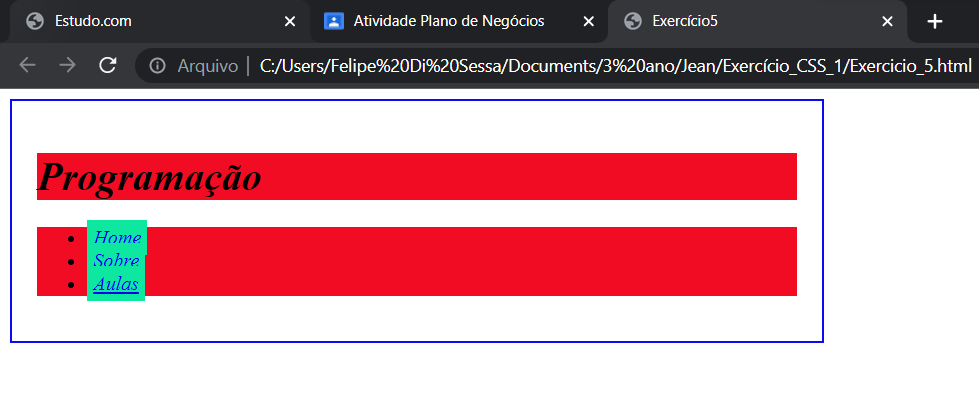 Estudo.com
Atividade Plano de Negócios
Exercício5
Arquivo | C:/Users/Felipe%20Di%20Sessa/Documents/3%20ano/Jean/Exercício_CSS_1/Exercicio_5.html
Programação
Home
Sobre
Aulas